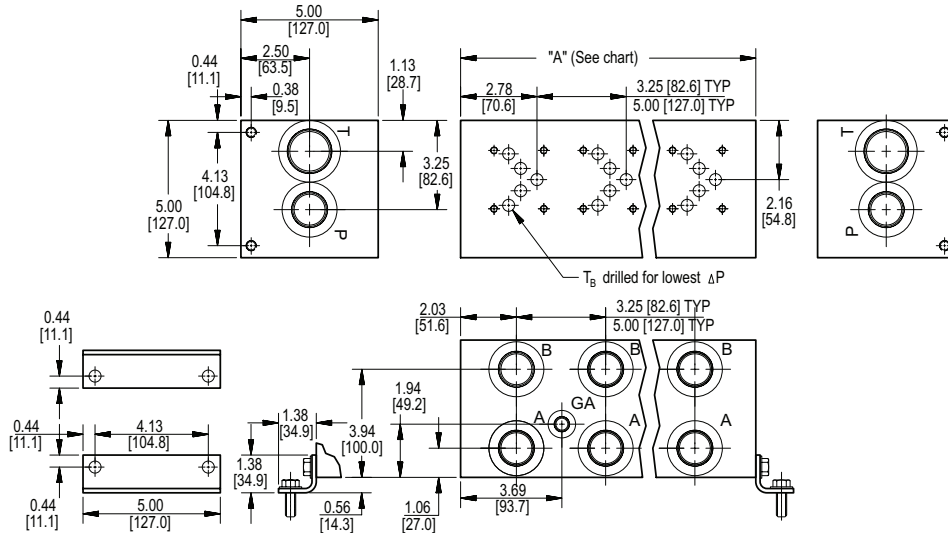 5.00
[127.0]
2.50
[63.5]
0.44
[11.1]
0.38
[9.5]
1.13
[28.7]
"A" (See chart)
2.78
[70.6]
3.25 [82.6] TYP
5.00 [127.0] TYP
T
P
4.13
[104.8]
5.00
[127.0]
3.25
[82.6]
2.16
[54.8]
T
P
TB drilled for lowest ΔP
2.03
[51.6]
3.25 [82.6] TYP
5.00 [127.0] TYP
0.44
[11.1]
B
B
B
GA
A
A
A
1.94
[49.2]
3.94
[100.0]
1.38
[34.9]
0.44
[11.1]
4.13
[104.8]
1.38
[34.9]
0.44
[11.1]
5.00
[127.0]
0.56
[14.3]
1.06
[27.0]
3.69
[93.7]